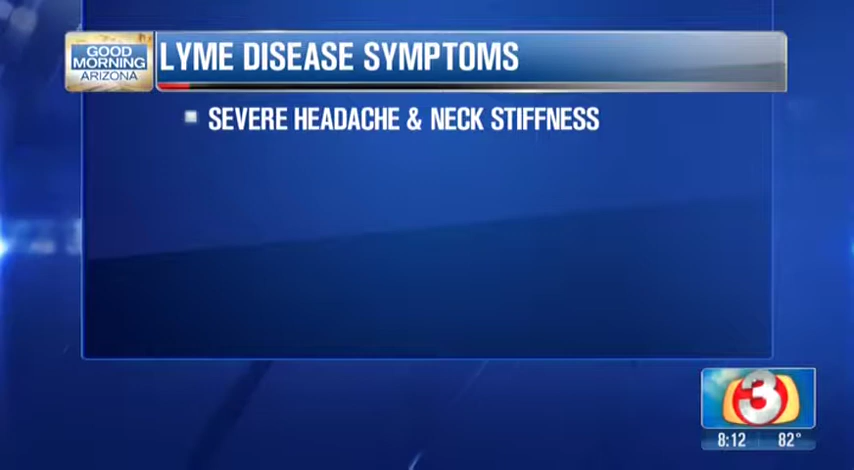 GOOD
MORNING
ARIZONA
LYME DISEASE SYMPTOMS
SEVERE HEADACHE & NECK STIFFNESS
3
8:12 82°